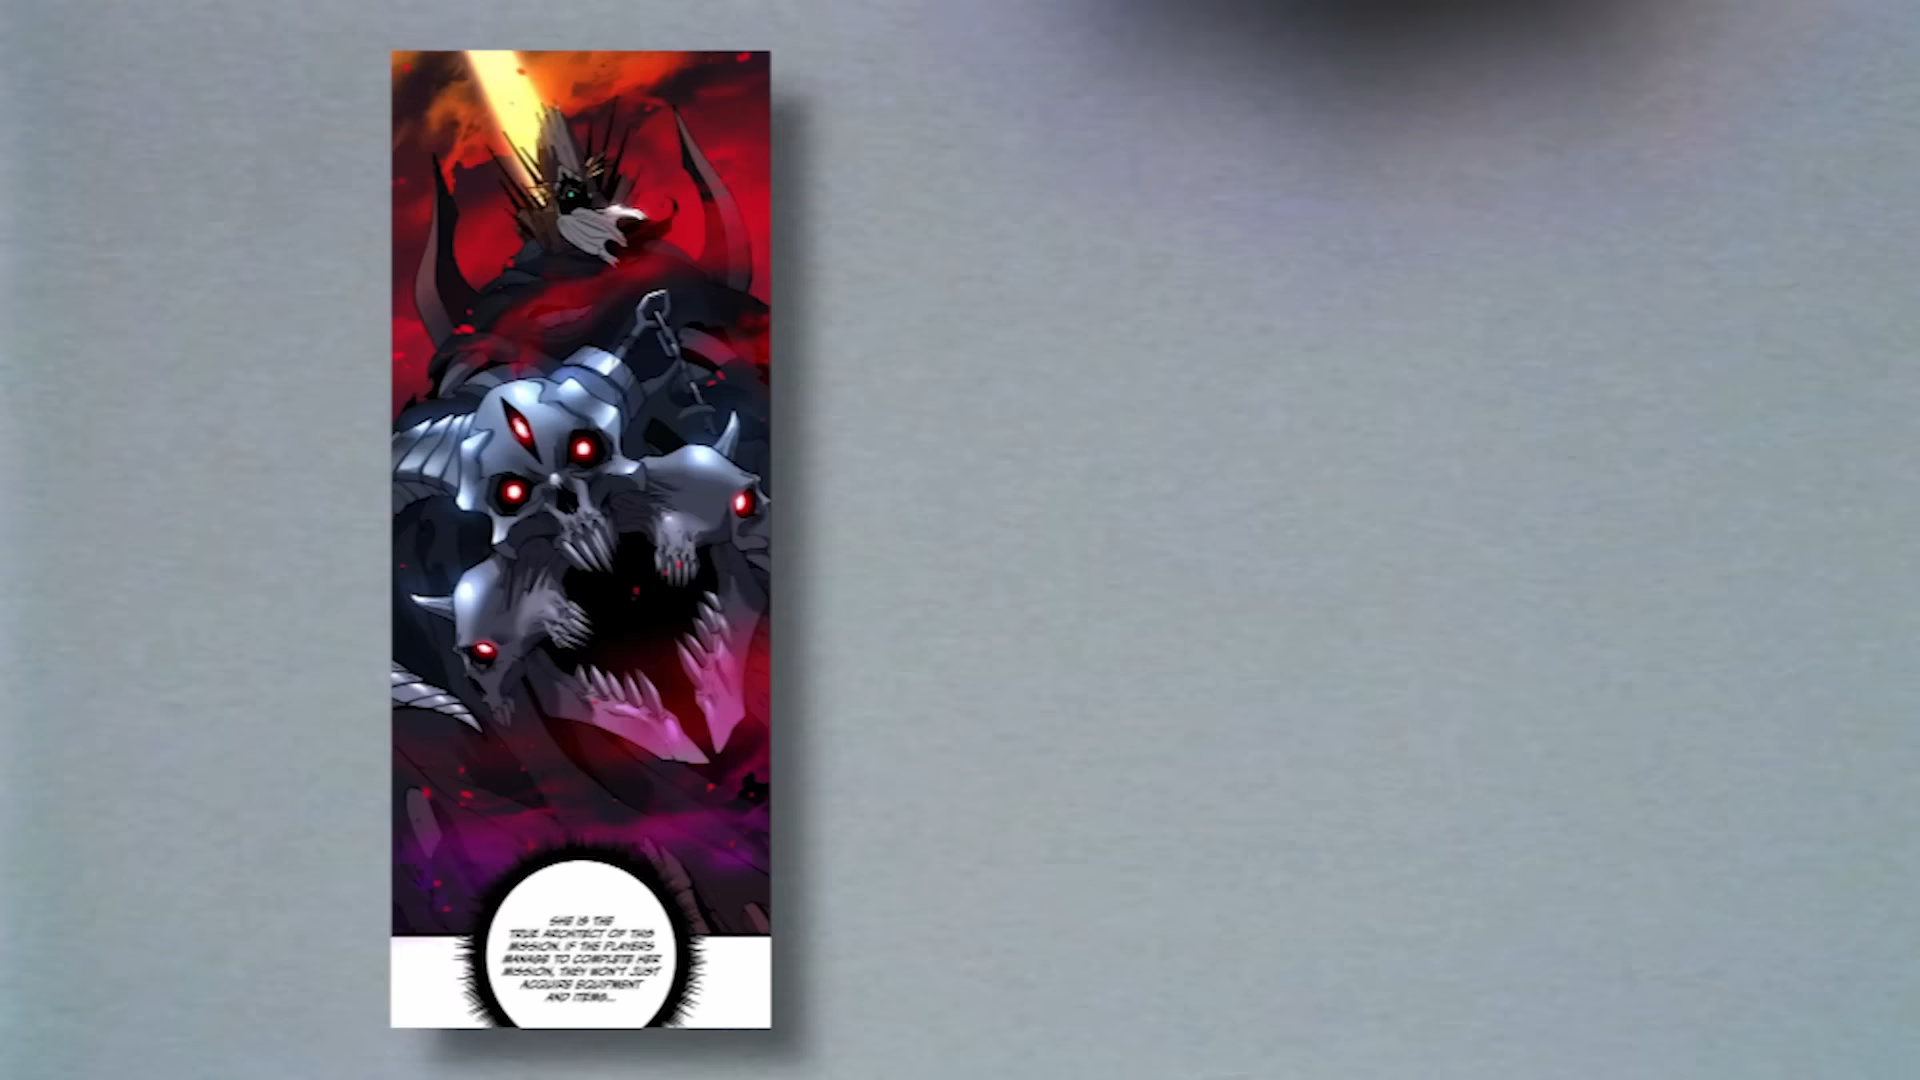 SHE IS THE
TRUE ARCHITECT OF THIS
MISSION. IF THE PLAYERS
MANAGE TO COMPLETE HER
MISSION, THEY WON'T JUST
ACQUIRE EQUIPMENT
AND ITEMS...